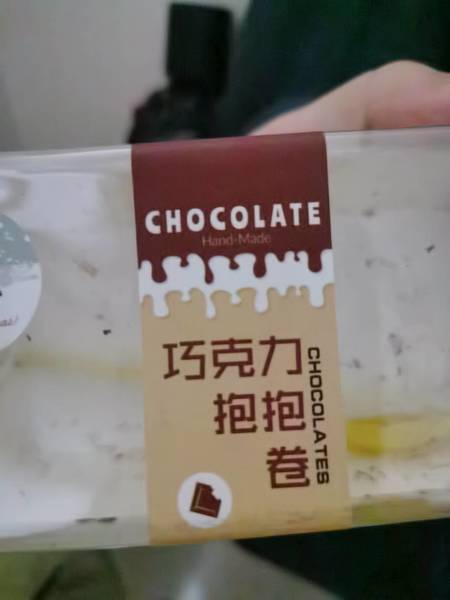 CHOCOLATE
Hand-Made
巧克力
抱抱
卷
CHOCOLATES